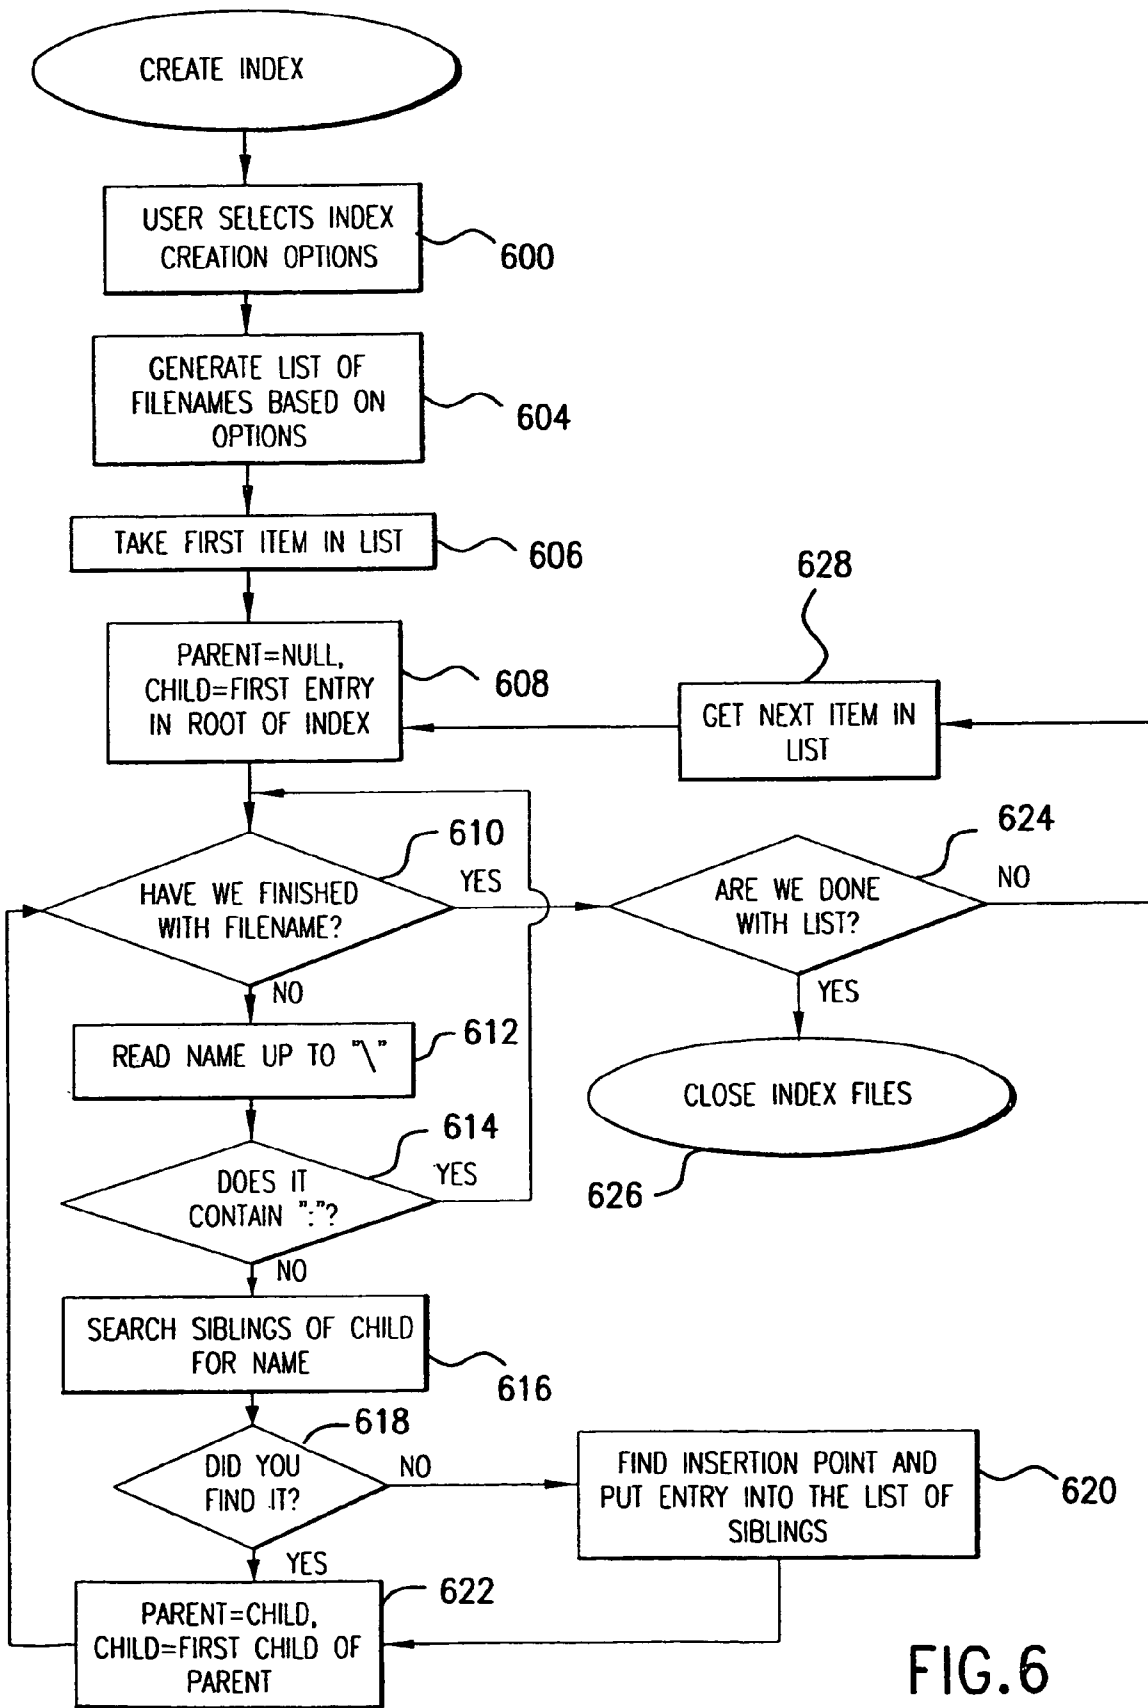 CREATE INDEX
USER SELECTS INDEX
CREATION OPTIONS
600
GENERATE LIST OF
FILENAMES BASED ON
OPTIONS
604
TAKE FIRST ITEM IN LIST
606
628
PARENT=NULL,
CHILD=FIRST ENTRY
IN ROOT OF INDEX
608
GET NEXT ITEM IN
LIST
610
HAVE WE FINISHED
WITH FILENAME?
YES
NO
624
ARE WE DONE
WITH LIST?
NO
YES
READ NAME UP TO "\"
612
CLOSE INDEX FILES
626
614
DOES IT
CONTAIN ":"?
YES
NO
SEARCH SIBLINGS OF CHILD
FOR NAME
616
618
DID YOU
FIND IT?
NO
YES
FIND INSERTION POINT AND
PUT ENTRY INTO THE LIST OF
SIBLINGS
620
PARENT=CHILD,
CHILD=FIRST CHILD OF
PARENT
622
FIG.6